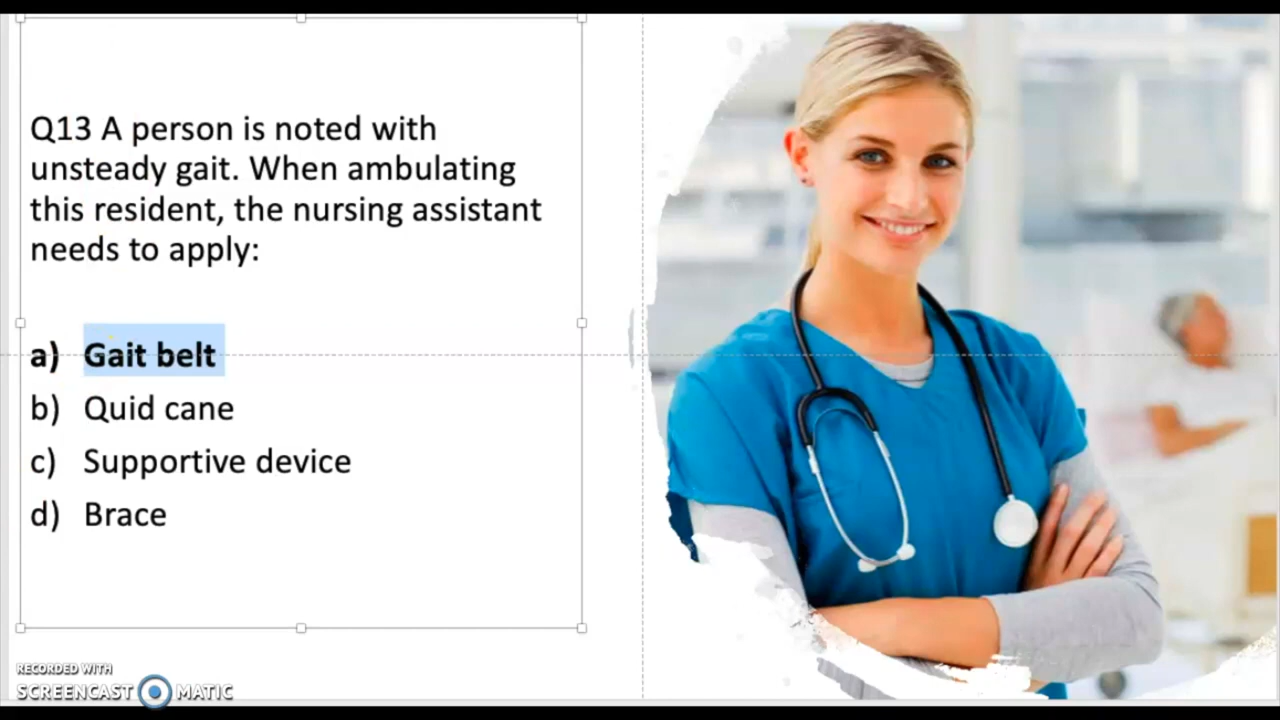 Q13 A person is noted with
unsteady gait. When ambulating
this resident, the nursing assistant
needs to apply:
a) Gait belt
b) Quid cane
c) Supportive device
d) Brace
RECORDED WITH
SCREENCAST MATIC